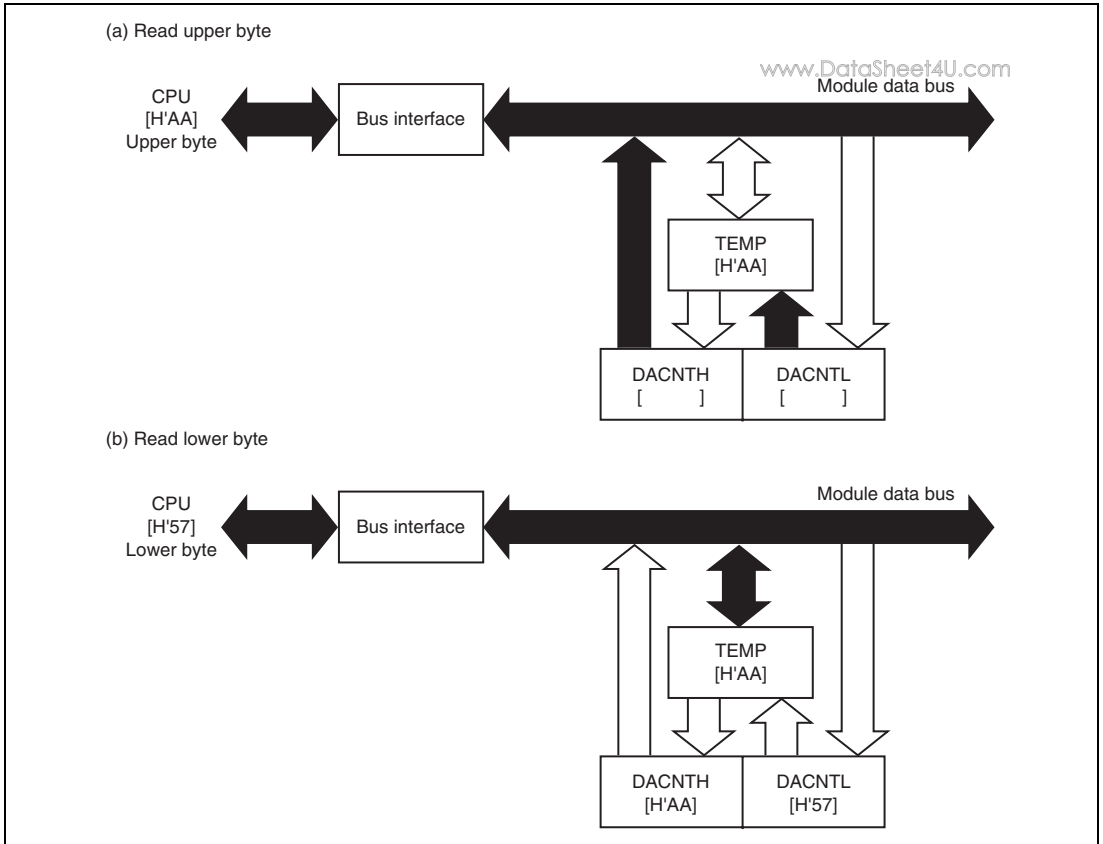 (a) Read upper byte
www.DataSheet4U.com
Module data bus
CPU
[H'AA]
Upper byte
Bus interface
TEMP
[H'AA]
DACNTH
[ ]
DACNTL
[ ]
(b) Read lower byte
Module data bus
CPU
[H'57]
Lower byte
Bus interface
TEMP
[H'AA]
DACNTH
[H'AA]
DACNTL
[H'57]